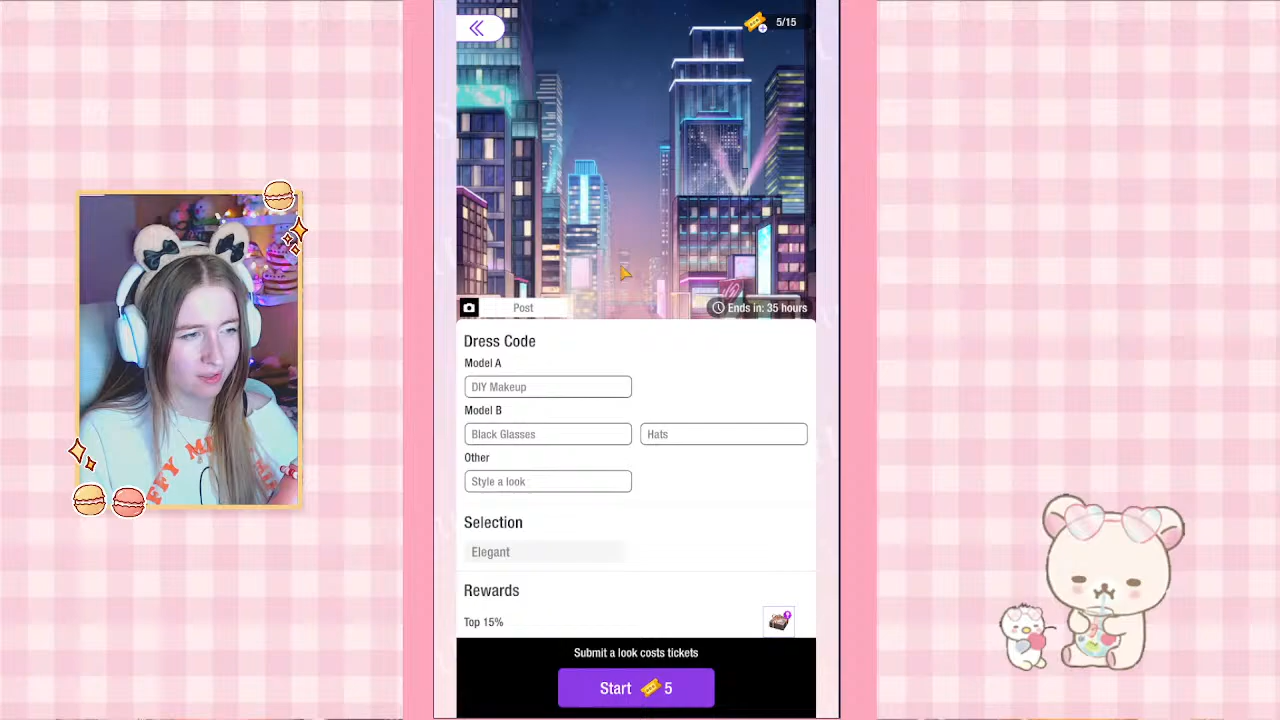 5/15
Post
Ends in: 35 hours
Dress Code
Model A
DIY Makeup
Model B
Black Glasses
Hats
Other
Style a look
Selection
Elegant
Rewards
Top 15%
Submit a look costs tickets
Start 5